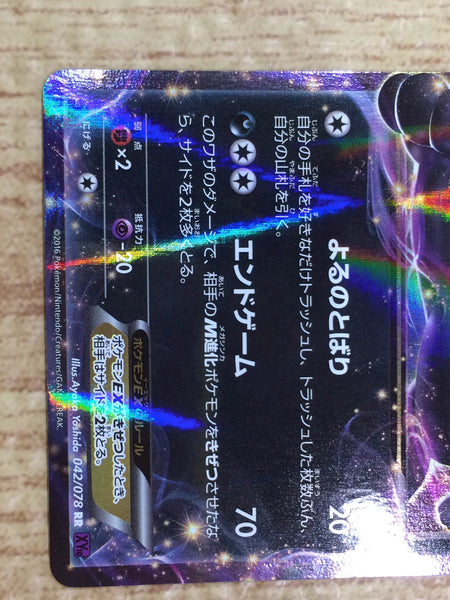 よるのとばり 20
自分の手札を好きなだけトラッシュし、トラッシュした枚数ぶん、
自分の山札を引く。
エンドゲーム 70
このワザのダメージで、相手のM進化ポケモンをきぜつさせたな
ら、サイドを2枚多くとる。
弱点 ×2
抵抗力 −20
にげる
ポケモンEXのルール
ポケモンEXがきぜつしたとき、
相手はサイドを2枚とる。
Illus. Ayaka Yoshida 042/078 RR
©2016 Pokémon/Nintendo/Creatures/GAME FREAK.